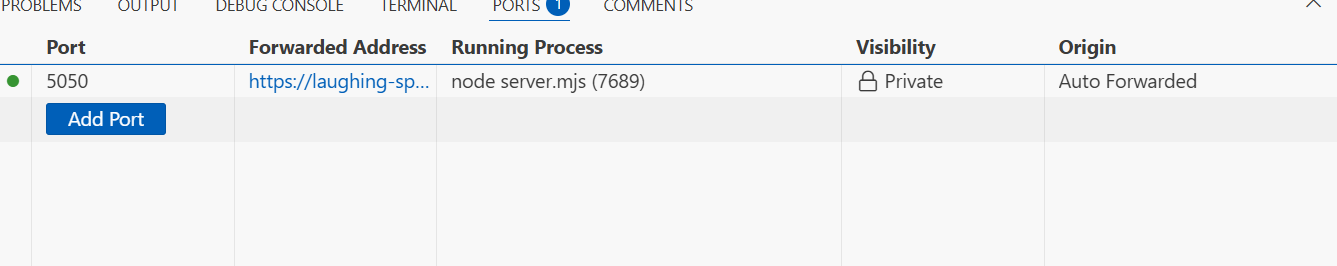 PROBLEMS OUTPUT DEBUG CONSOLE TERMINAL PORTS 1 COMMENTS
Port Forwarded Address Running Process Visibility Origin
5050 https://laughing-sp... node server.mjs (7689) Private Auto Forwarded
Add Port